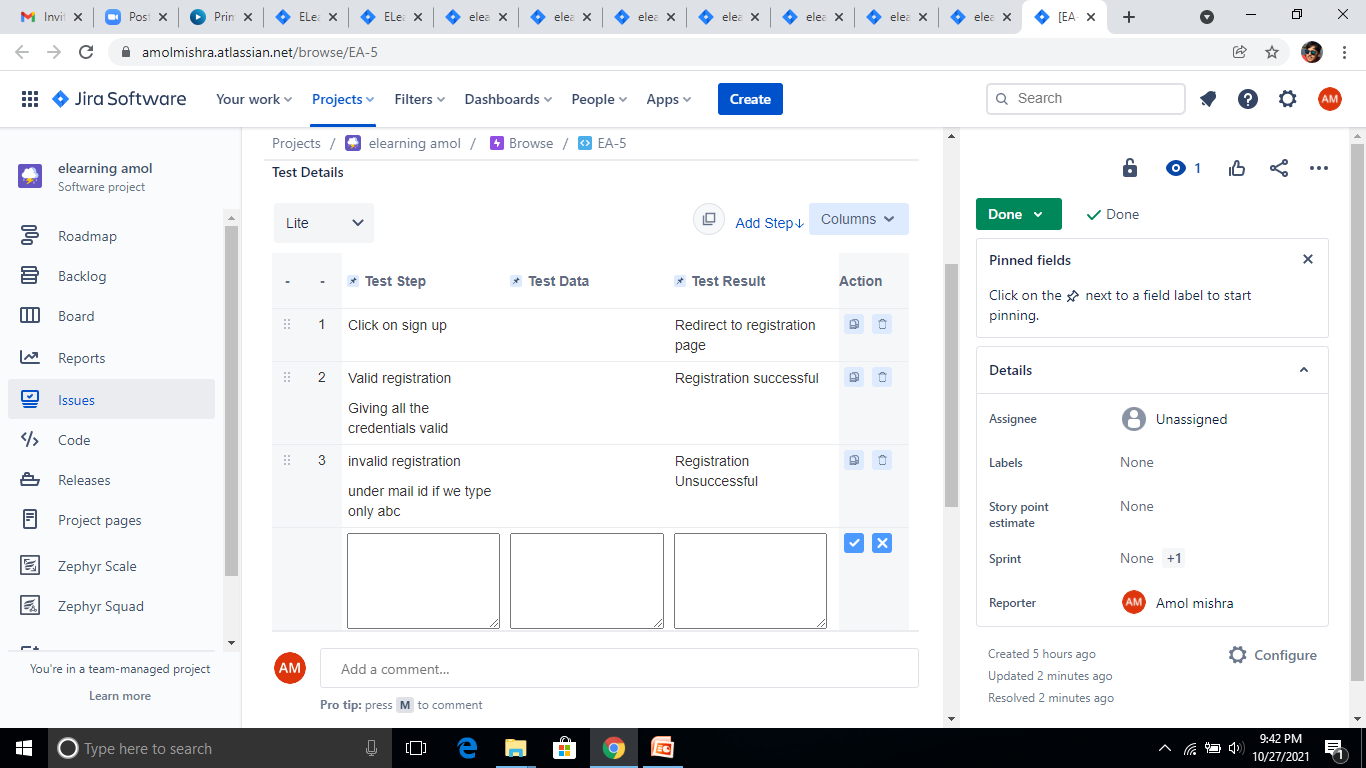 Invi
Post
Prin
ELea
ELea
elea
elea
elea
elea
elea
elea
elea
[EA-
amolmishra.atlassian.net/browse/EA-5
Jira Software
Your work
Projects
Filters
Dashboards
People
Apps
Create
Search
AM
elearning amol
Software project
Roadmap
Backlog
Board
Reports
Issues
Code
Releases
Project pages
Zephyr Scale
Zephyr Squad
You're in a team-managed project
Learn more
Projects / elearning amol / Browse / EA-5
Test Details
Lite
Add Step↓
Columns
- - Test Step Test Data Test Result Action
1 Click on sign up Redirect to registration
page
2 Valid registration Registration successful
Giving all the
credentials valid
3 invalid registration Registration
Unsuccessful
under mail id if we type
only abc
AM
Add a comment…
Pro tip: press M to comment
1
Done
Done
Pinned fields
Click on the next to a field label to start
pinning.
Details
Assignee Unassigned
Labels None
Story point
estimate None
Sprint None +1
Reporter AM Amol mishra
Created 5 hours ago
Updated 2 minutes ago
Resolved 2 minutes ago
Configure
Type here to search
9:42 PM
10/27/2021
1